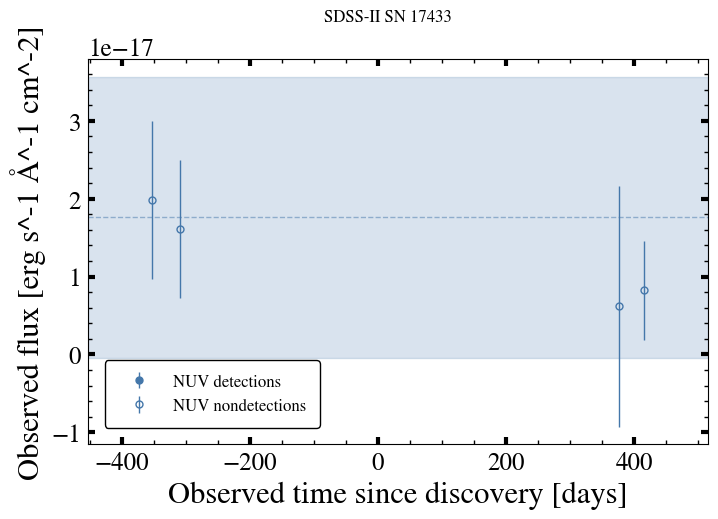 SDSS-II SN 17433
1e−17
Observed flux [erg s^-1 Å^-1 cm^-2]
3
2
1
0
−1
NUV detections
NUV nondetections
−400
−200
0
200
400
Observed time since discovery [days]